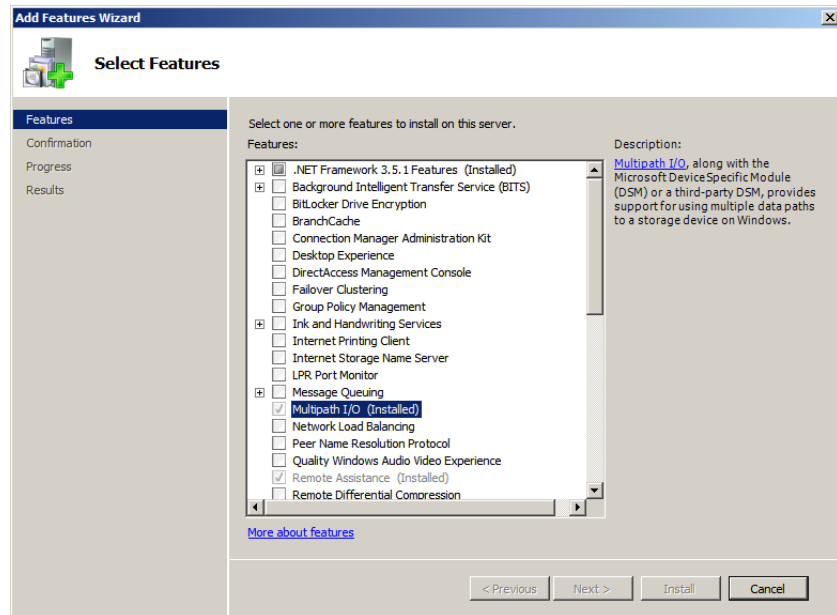 Add Features Wizard
Select Features
Features
Confirmation
Progress
Results
Select one or more features to install on this server.
Features:
.NET Framework 3.5.1 Features (Installed)
Background Intelligent Transfer Service (BITS)
BitLocker Drive Encryption
BranchCache
Connection Manager Administration Kit
Desktop Experience
DirectAccess Management Console
Failover Clustering
Group Policy Management
Ink and Handwriting Services
Internet Printing Client
Internet Storage Name Server
LPR Port Monitor
Message Queuing
Multipath I/O (Installed)
Network Load Balancing
Peer Name Resolution Protocol
Quality Windows Audio Video Experience
Remote Assistance (Installed)
Remote Differential Compression
More about features
Description:
Multipath I/O, along with the
Microsoft Device Specific Module
(DSM) or a third-party DSM, provides
support for using multiple data paths
to a storage device on Windows.
< Previous
Next >
Install
Cancel